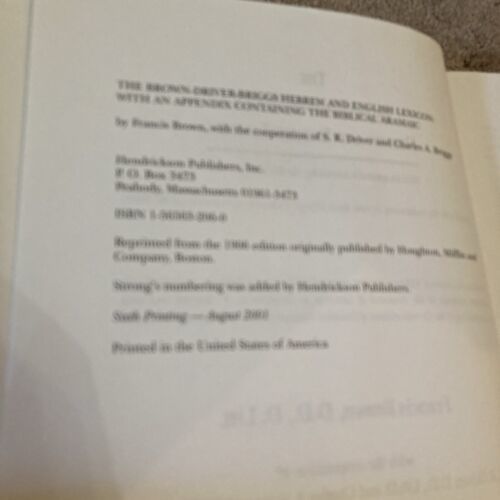 THE BROWN-DRIVER-BRIGGS HEBREW AND ENGLISH LEXICON
WITH AN APPENDIX CONTAINING THE BIBLICAL ARAMAIC
by Francis Brown, with the cooperation of S. R. Driver and Charles A. Briggs
Hendrickson Publishers, Inc.
P. O. Box 3473
Peabody, Massachusetts 01961-3473
ISBN 1-56563-206-0
Reprinted from the 1906 edition originally published by Houghton, Mifflin and
Company, Boston.
Strong's numbering was added by Hendrickson Publishers.
Sixth Printing — August 2001
Printed in the United States of America